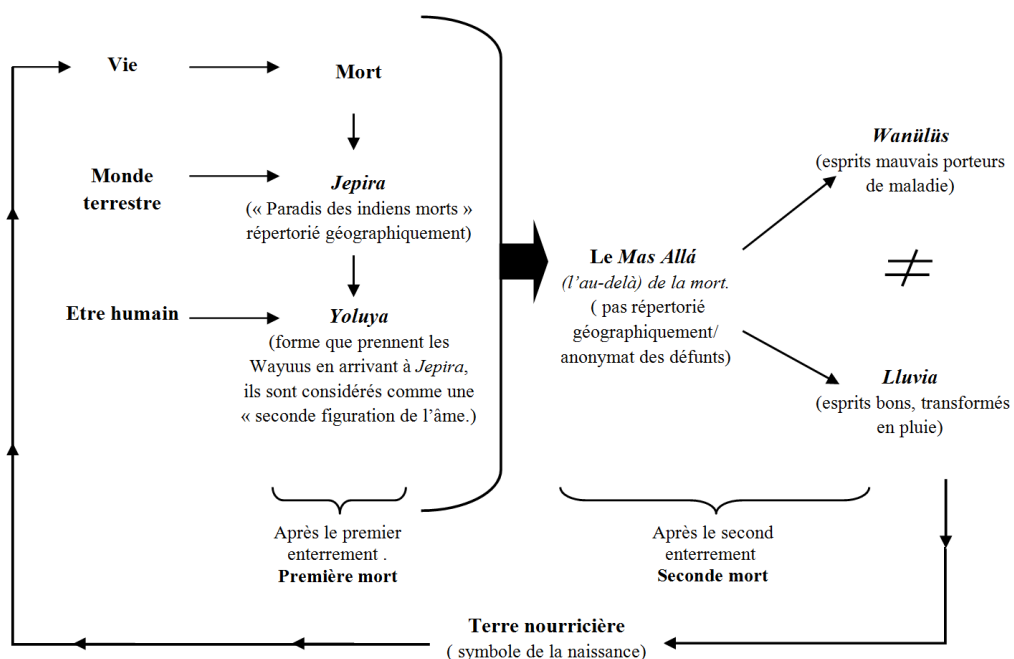 Vie
Mort
Monde
terrestre
Jepira
(« Paradis des indiens morts »
répertorié géographiquement)
Etre humain
Yoluya
(forme que prennent les
Wayuus en arrivant à Jepira,
ils sont considérés comme une
« seconde figuration de l’âme.)
Après le premier
enterrement .
Première mort
Le Mas Allá
(l’au-delà) de la mort.
( pas répertorié
géographiquement/
anonymat des défunts)
Wanülüs
(esprits mauvais porteurs
de maladie)
≠
Lluvia
(esprits bons, transformés
en pluie)
Après le second
enterrement
Seconde mort
Terre nourricière
( symbole de la naissance)